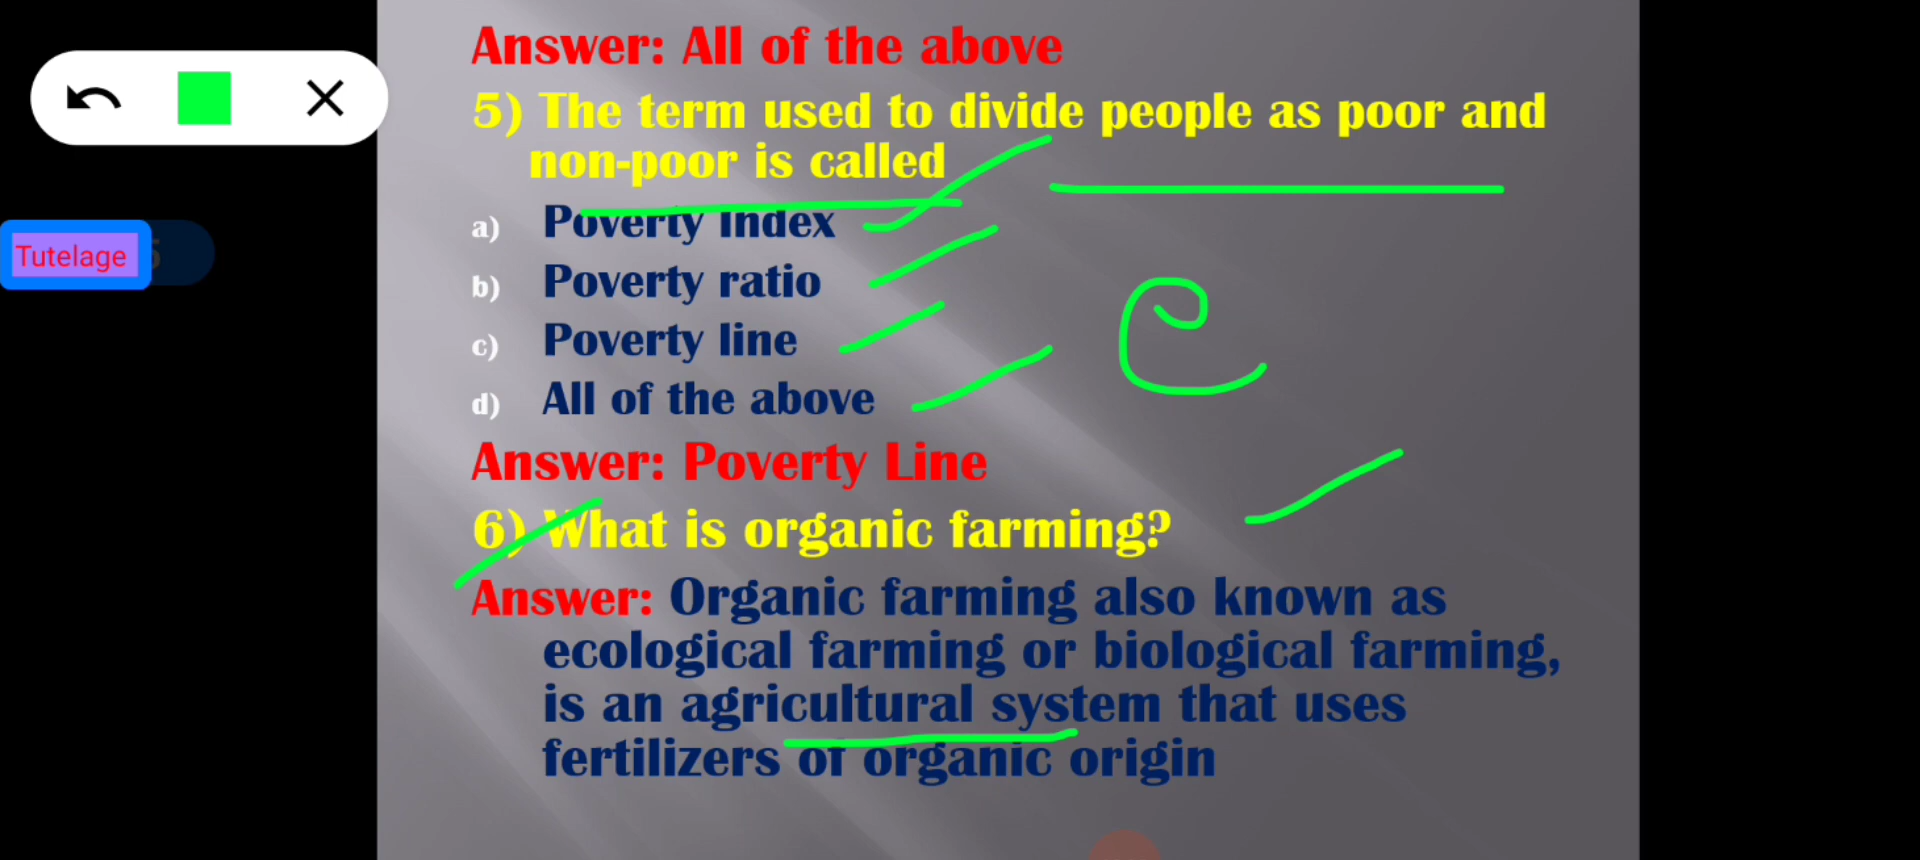 Answer: All of the above
5) The term used to divide people as poor and
non-poor is called
a) Poverty Index
b) Poverty ratio
c) Poverty line
d) All of the above
C
Answer: Poverty Line
6) What is organic farming?
Answer: Organic farming also known as
ecological farming or biological farming,
is an agricultural system that uses
fertilizers of organic origin
Tutelage